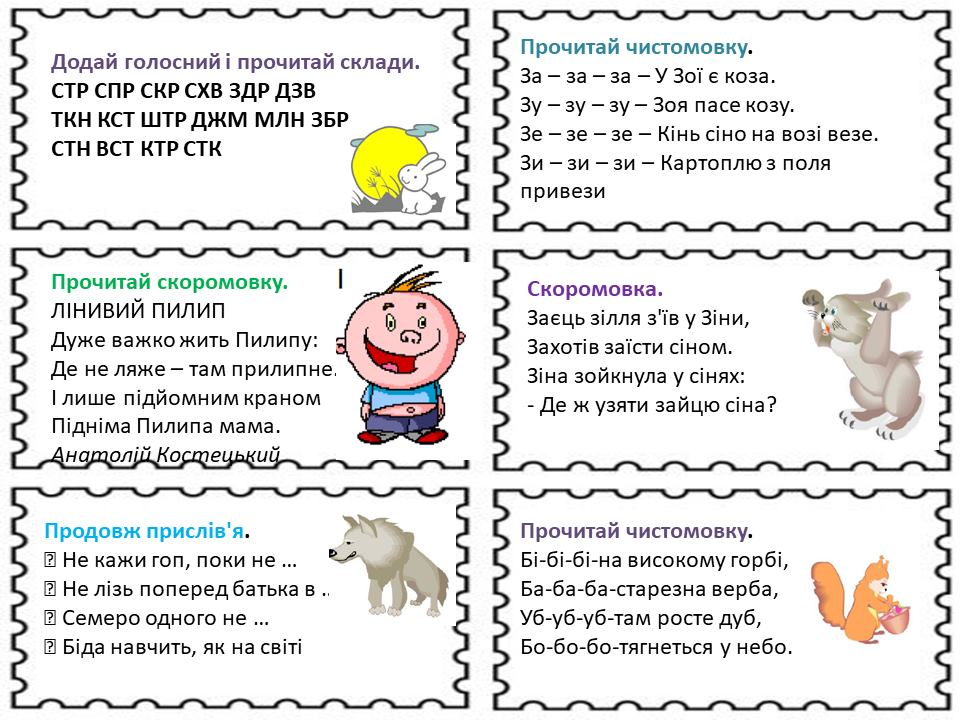 Додай голосний і прочитай склади.
СТР СПР СКР СХВ ЗДР ДЗВ
ТКН КСТ ШТР ДЖМ МЛН ЗБР
СТН ВСТ КТР СТК
Прочитай чистомовку.
За – за – за – У Зої є коза.
Зу – зу – зу – Зоя пасе козу.
Зе – зе – зе – Кінь сіно на возі везе.
Зи – зи – зи – Картоплю з поля
привези
Прочитай скоромовку.
ЛІНИВИЙ ПИЛИП
Дуже важко жить Пилипу:
Де не ляже – там прилипне.
І лише підйомним краном
Підніма Пилипа мама.
Анатолій Костецький
Скоромовка.
Заєць зілля з'їв у Зіни,
Захотів заїсти сіном.
Зіна зойкнула у сінях:
- Де ж узяти зайцю сіна?
Продовж прислів'я.
Не кажи гоп, поки не ...
Не лізь поперед батька в ..
Семеро одного не ...
Біда навчить, як на світі
Прочитай чистомовку.
Бі-бі-бі-на високому горбі,
Ба-ба-ба-старезна верба,
Уб-уб-уб-там росте дуб,
Бо-бо-бо-тягнеться у небо.